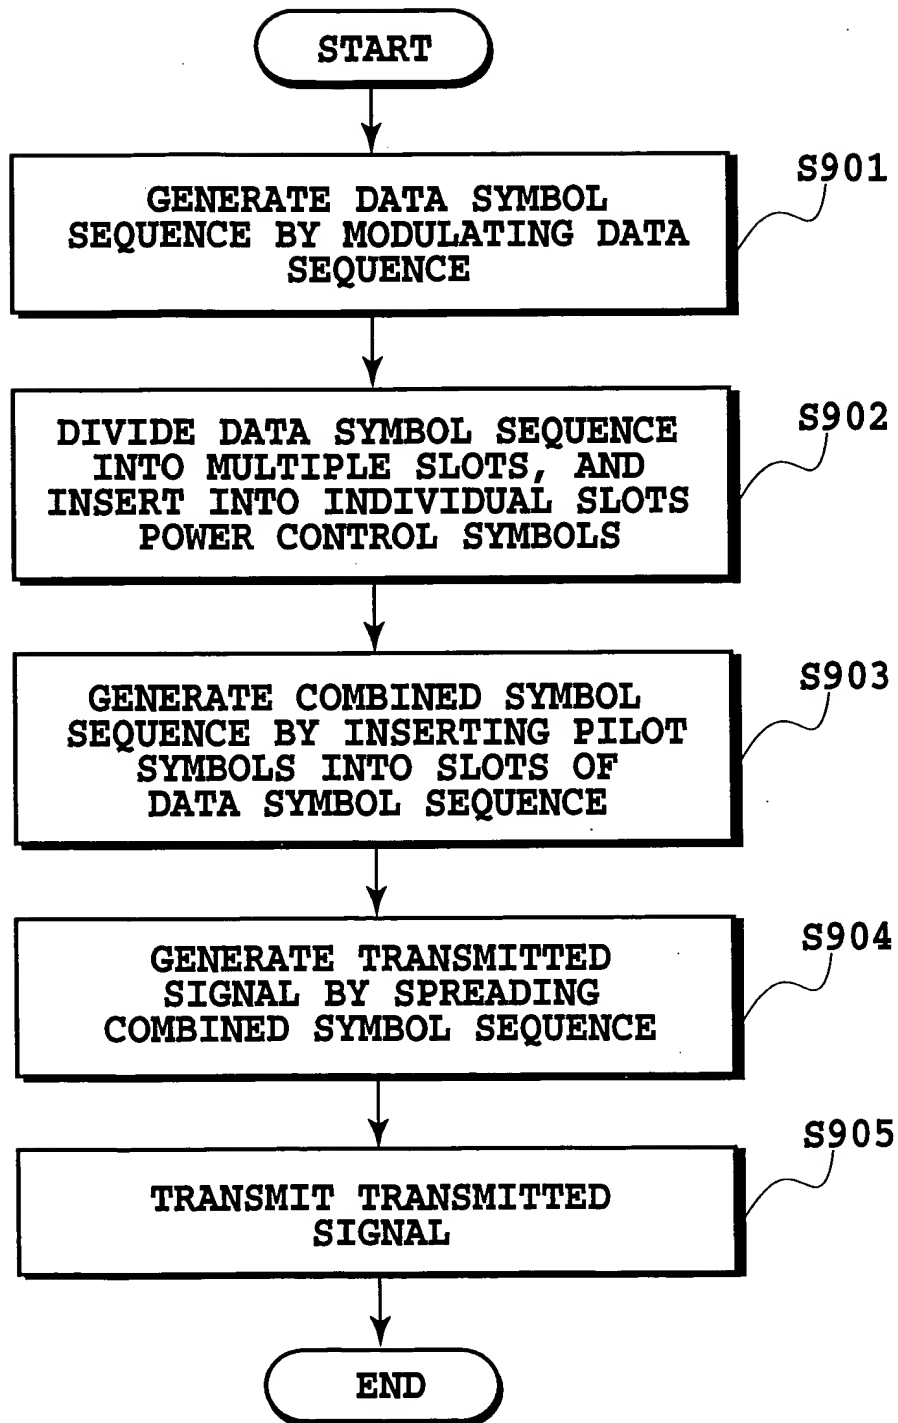 START
S901
GENERATE DATA SYMBOL
SEQUENCE BY MODULATING DATA
SEQUENCE
S902
DIVIDE DATA SYMBOL SEQUENCE
INTO MULTIPLE SLOTS, AND
INSERT INTO INDIVIDUAL SLOTS
POWER CONTROL SYMBOLS
S903
GENERATE COMBINED SYMBOL
SEQUENCE BY INSERTING PILOT
SYMBOLS INTO SLOTS OF
DATA SYMBOL SEQUENCE
S904
GENERATE TRANSMITTED
SIGNAL BY SPREADING
COMBINED SYMBOL SEQUENCE
S905
TRANSMIT TRANSMITTED
SIGNAL
END